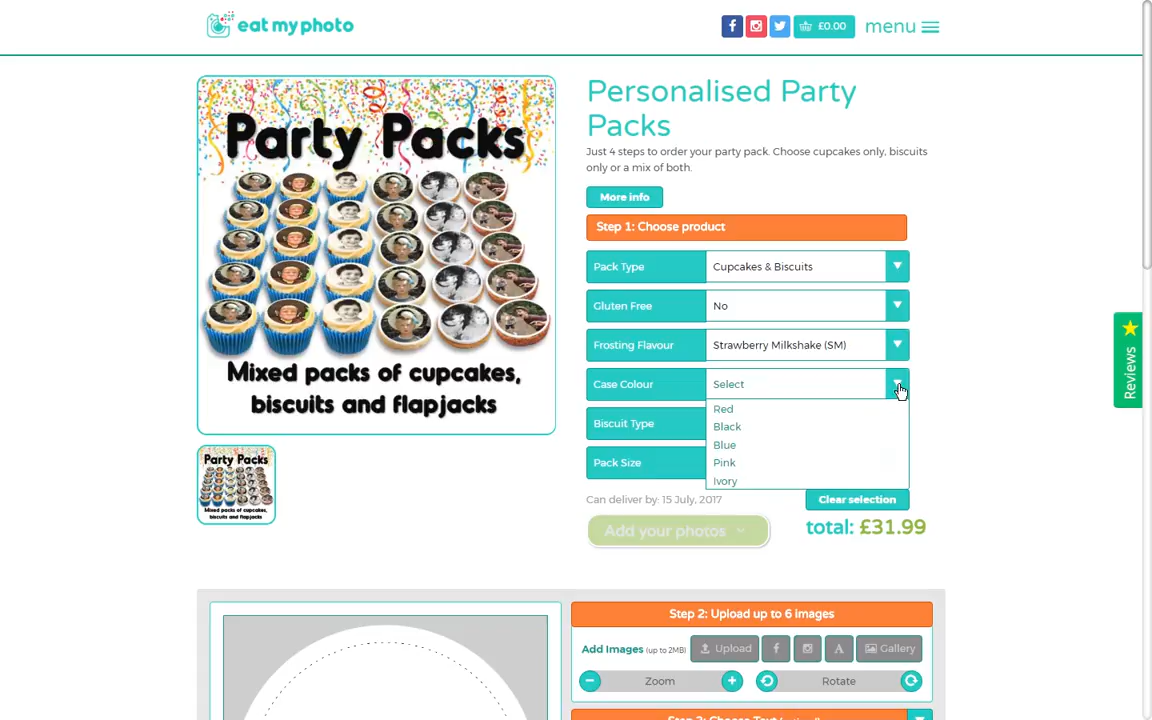 eat my photo
£0.00
menu
Party Packs
Mixed packs of cupcakes,
biscuits and flapjacks
Party Packs
Mixed packs of cupcakes,
biscuits and flapjacks
Personalised Party
Packs
Just 4 steps to order your party pack. Choose cupcakes only, biscuits
only or a mix of both.
More info
Step 1: Choose product
Pack Type Cupcakes & Biscuits
Gluten Free No
Frosting Flavour Strawberry Milkshake (SM)
Case Colour Select
Red
Black
Blue
Pink
Ivory
Biscuit Type
Pack Size
Can deliver by: 15 July, 2017
Clear selection
Add your photos
total: £31.99
Reviews
Step 2: Upload up to 6 images
Add Images (up to 2MB) Upload A Gallery
Zoom Rotate
Step 3: Choose Text (optional)